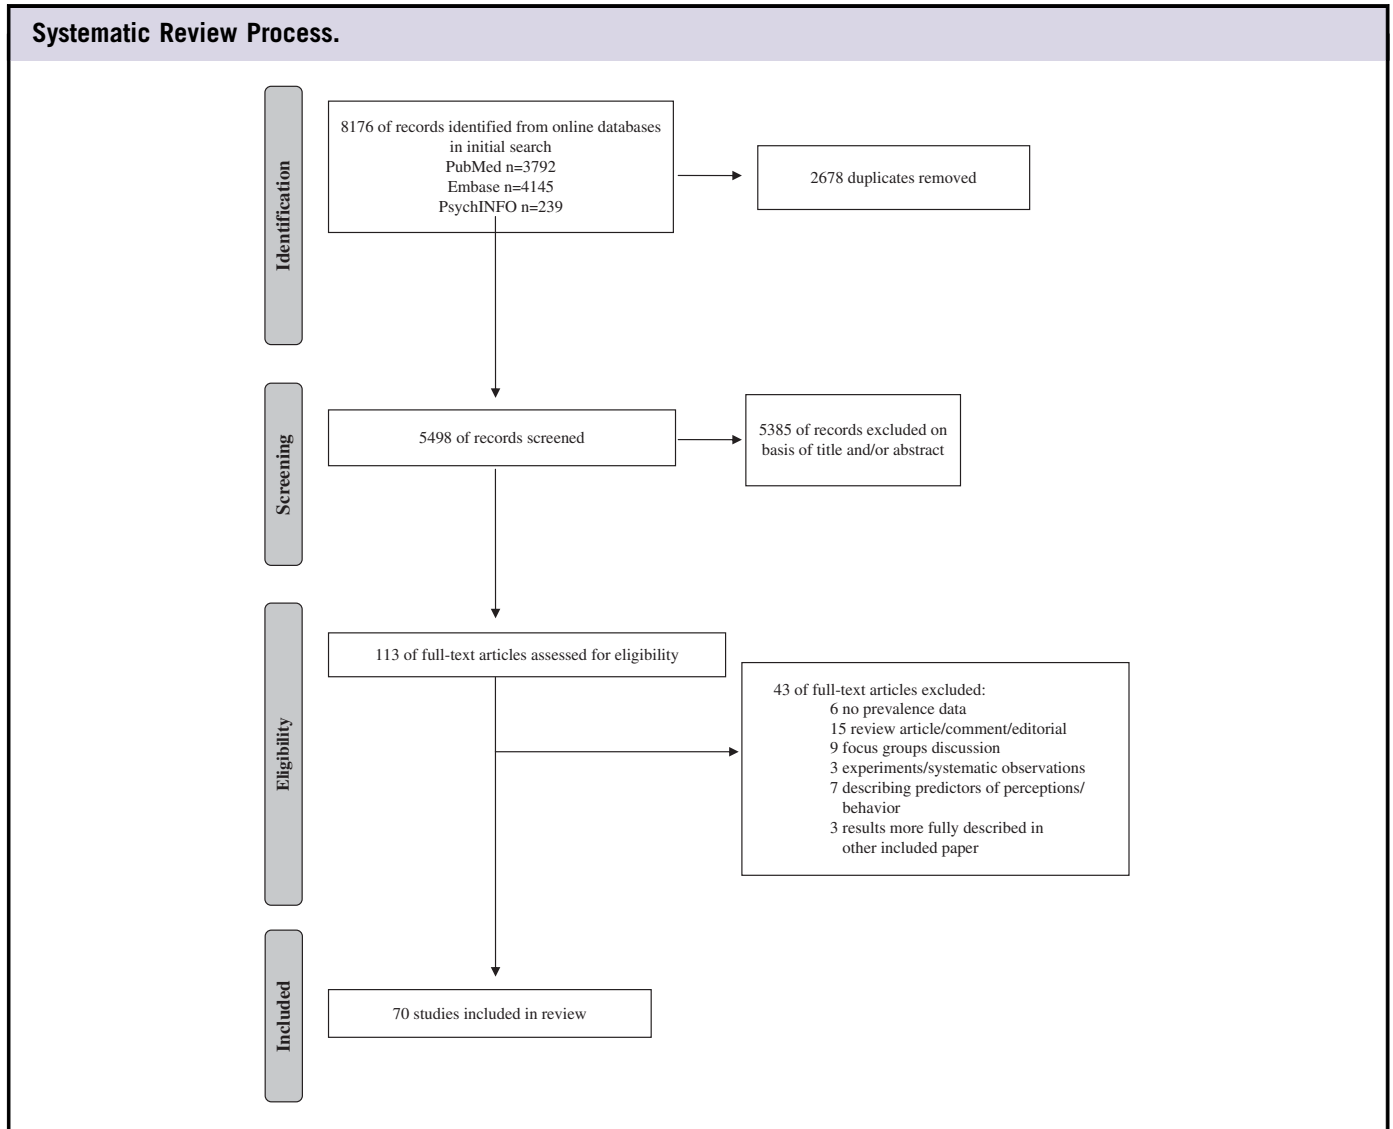 Systematic Review Process.
Identification
8176 of records identified from online databases
in initial search
PubMed n=3792
Embase n=4145
PsychINFO n=239
2678 duplicates removed
Screening
5498 of records screened
5385 of records excluded on
basis of title and/or abstract
Eligibility
113 of full-text articles assessed for eligibility
43 of full-text articles excluded:
6 no prevalence data
15 review article/comment/editorial
9 focus groups discussion
3 experiments/systematic observations
7 describing predictors of perceptions/
behavior
3 results more fully described in
other included paper
Included
70 studies included in review